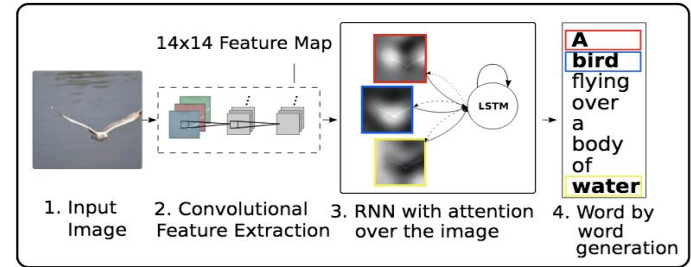 14x14 Feature Map
LSTM
A
bird
flying
over
a
body
of
water
1. Input
Image
2. Convolutional
Feature Extraction
3. RNN with attention
over the image
4. Word by
word
generation